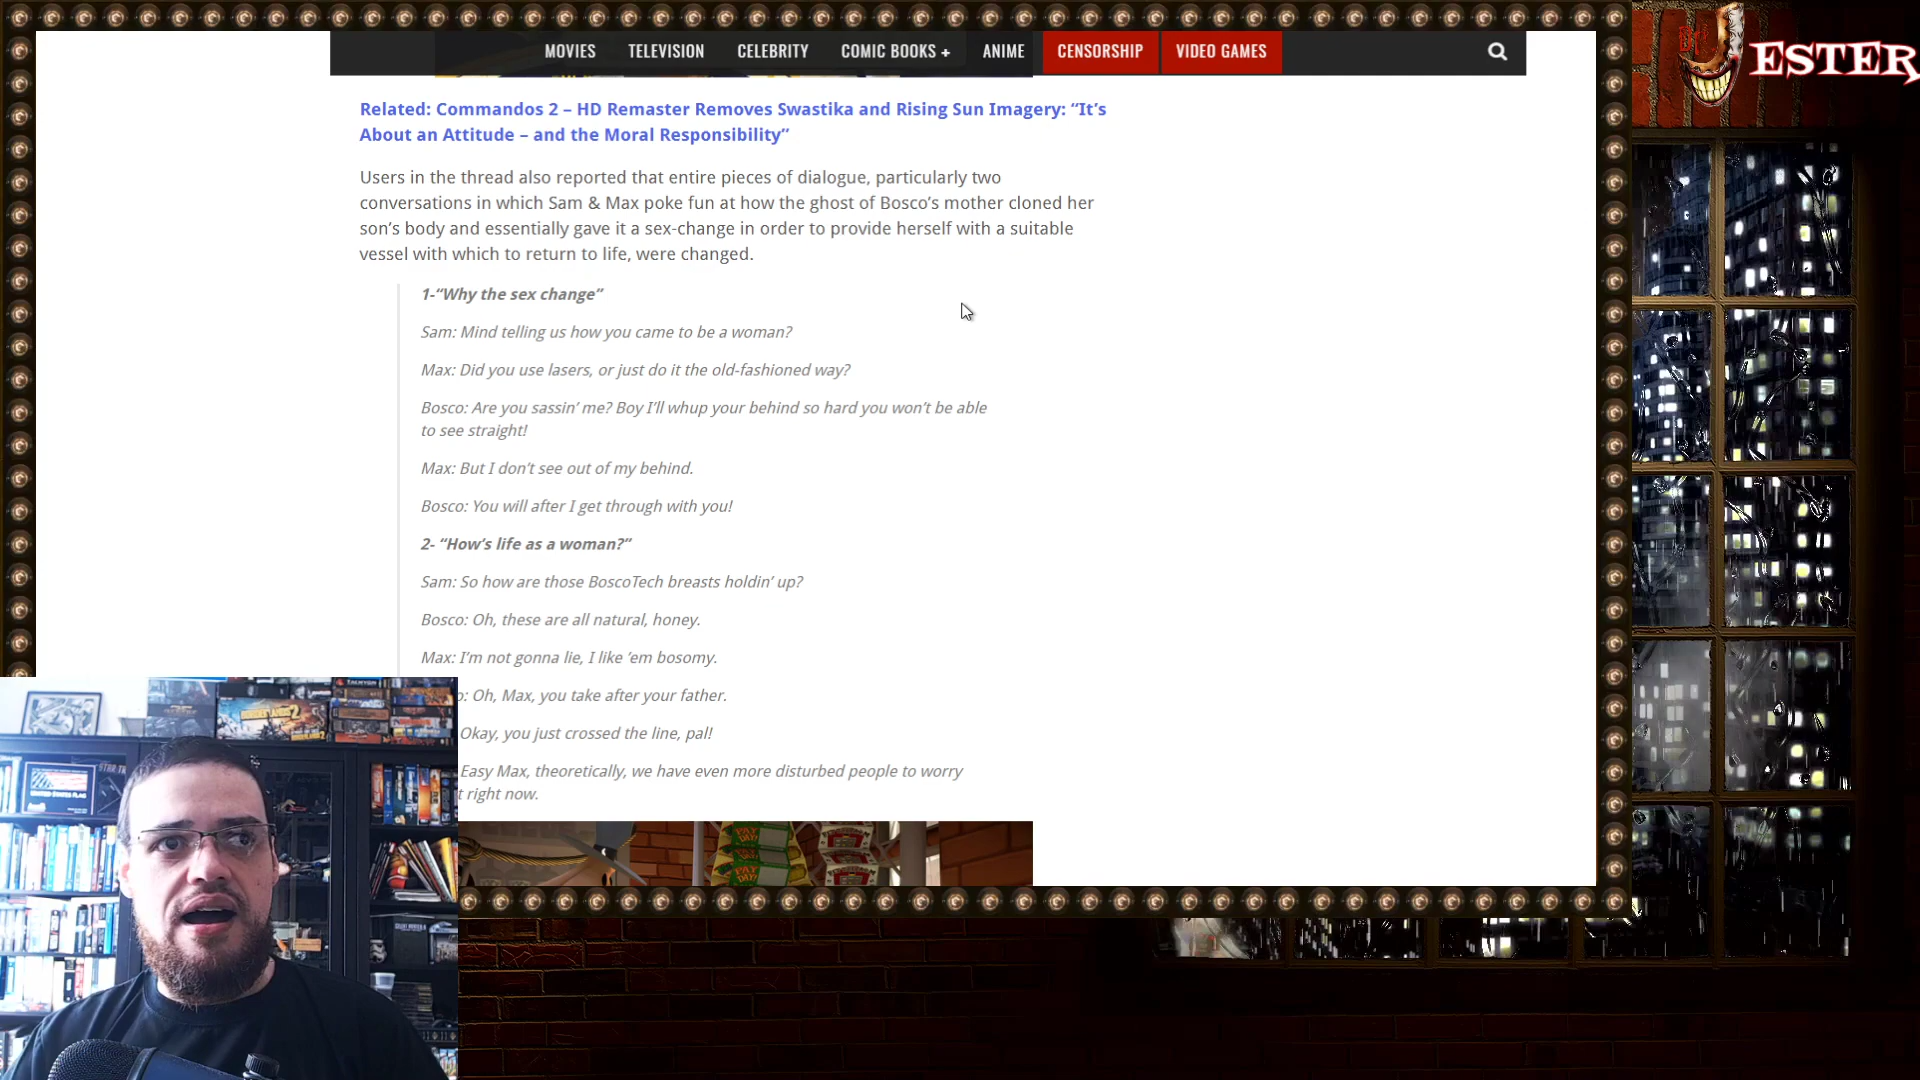 MOVIES TELEVISION CELEBRITY COMIC BOOKS + ANIME CENSORSHIP VIDEO GAMES
ESTER
Related: Commandos 2 – HD Remaster Removes Swastika and Rising Sun Imagery: “It’s
About an Attitude – and the Moral Responsibility”
Users in the thread also reported that entire pieces of dialogue, particularly two
conversations in which Sam & Max poke fun at how the ghost of Bosco’s mother cloned her
son’s body and essentially gave it a sex-change in order to provide herself with a suitable
vessel with which to return to life, were changed.
1-“Why the sex change”
Sam: Mind telling us how you came to be a woman?
Max: Did you use lasers, or just do it the old-fashioned way?
Bosco: Are you sassin’ me? Boy I’ll whup your behind so hard you won’t be able
to see straight!
Max: But I don’t see out of my behind.
Bosco: You will after I get through with you!
2- “How’s life as a woman?”
Sam: So how are those BoscoTech breasts holdin’ up?
Bosco: Oh, these are all natural, honey.
Max: I’m not gonna lie, I like ’em bosomy.
o: Oh, Max, you take after your father.
Okay, you just crossed the line, pal!
Easy Max, theoretically, we have even more disturbed people to worry
t right now.
PAY DAY!